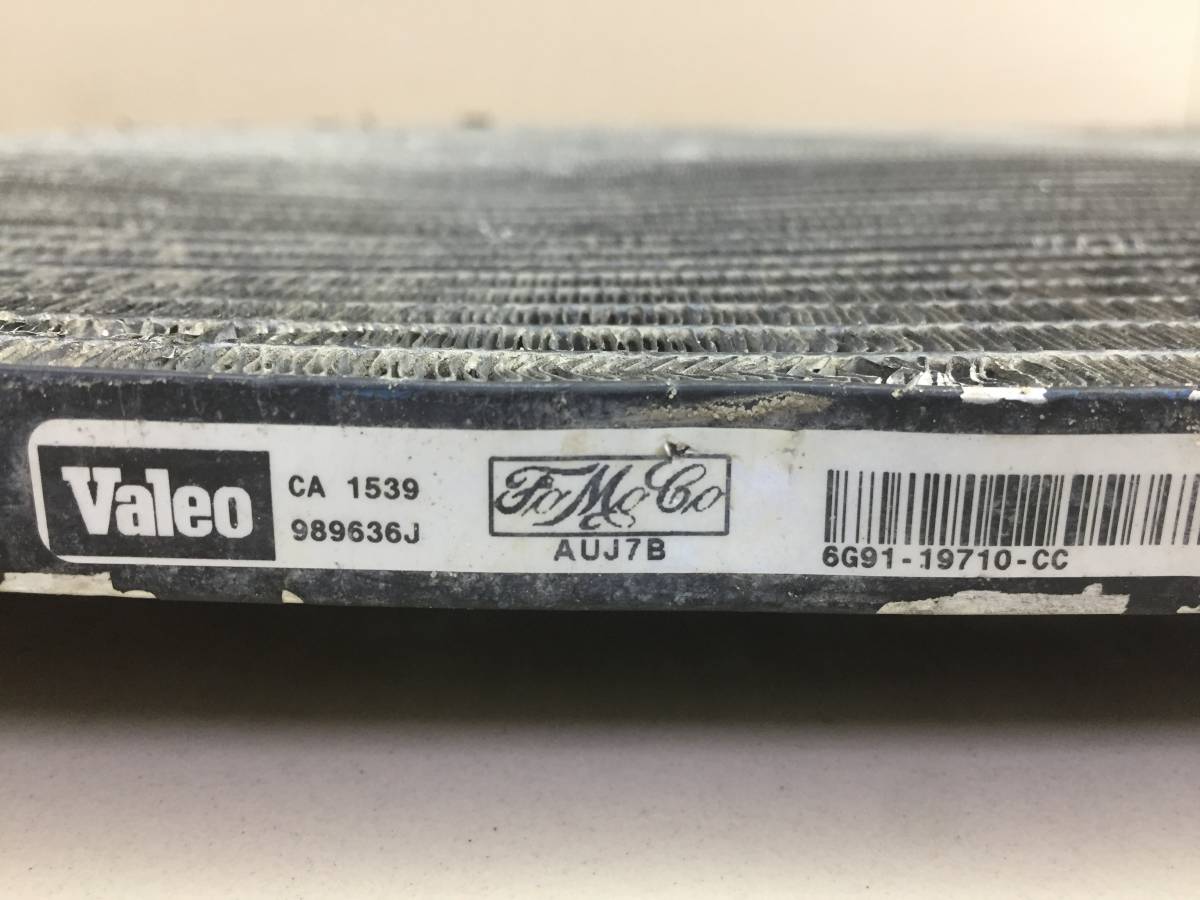 Valeo
CA 1539
989636J
FoMoCo
AUJ7B
6G91-19710-CC